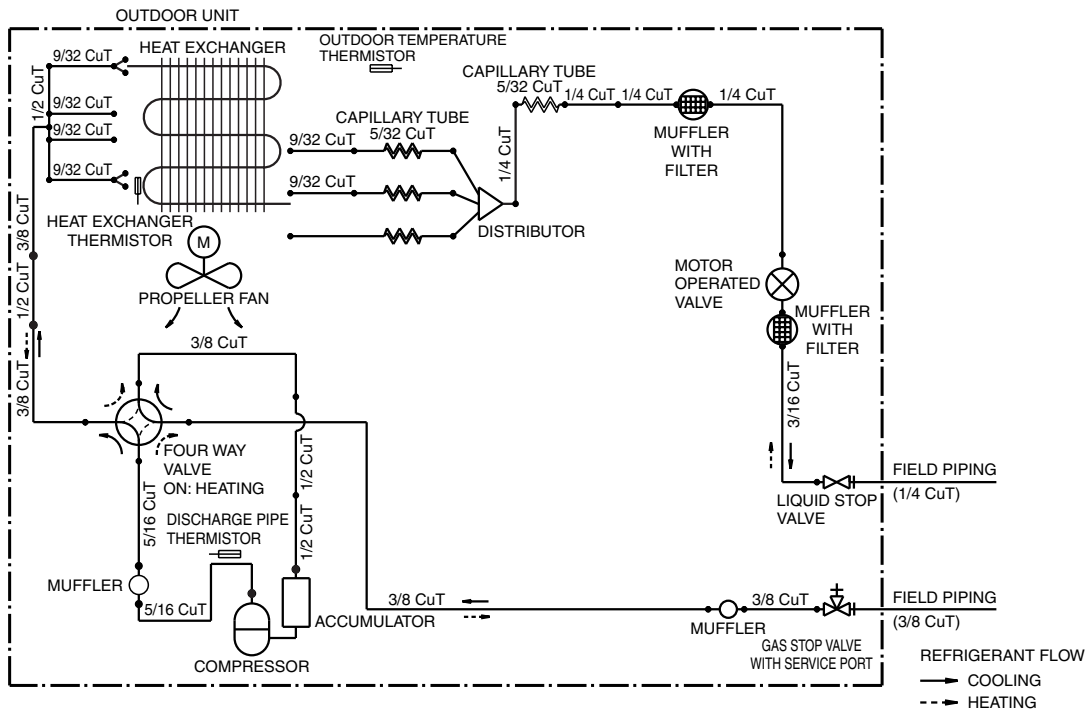 OUTDOOR UNIT
HEAT EXCHANGER
OUTDOOR TEMPERATURE
THERMISTOR
9/32 CuT
1/2 CuT
9/32 CuT
9/32 CuT
9/32 CuT
CAPILLARY TUBE
5/32 CuT
1/4 CuT
1/4 CuT
1/4 CuT
MUFFLER
WITH
FILTER
CAPILLARY TUBE
5/32 CuT
9/32 CuT
9/32 CuT
1/4 CuT
DISTRIBUTOR
HEAT EXCHANGER
THERMISTOR
M
PROPELLER FAN
3/8 CuT
1/2 CuT
3/8 CuT
MOTOR
OPERATED
VALVE
MUFFLER
WITH
FILTER
3/16 CuT
3/8 CuT
FOUR WAY
VALVE
ON: HEATING
1/2 CuT
1/2 CuT
5/16 CuT
DISCHARGE PIPE
THERMISTOR
LIQUID STOP
VALVE
FIELD PIPING
(1/4 CuT)
MUFFLER
5/16 CuT
ACCUMULATOR
COMPRESSOR
3/8 CuT
3/8 CuT
MUFFLER
FIELD PIPING
(3/8 CuT)
GAS STOP VALVE
WITH SERVICE PORT
REFRIGERANT FLOW
COOLING
HEATING